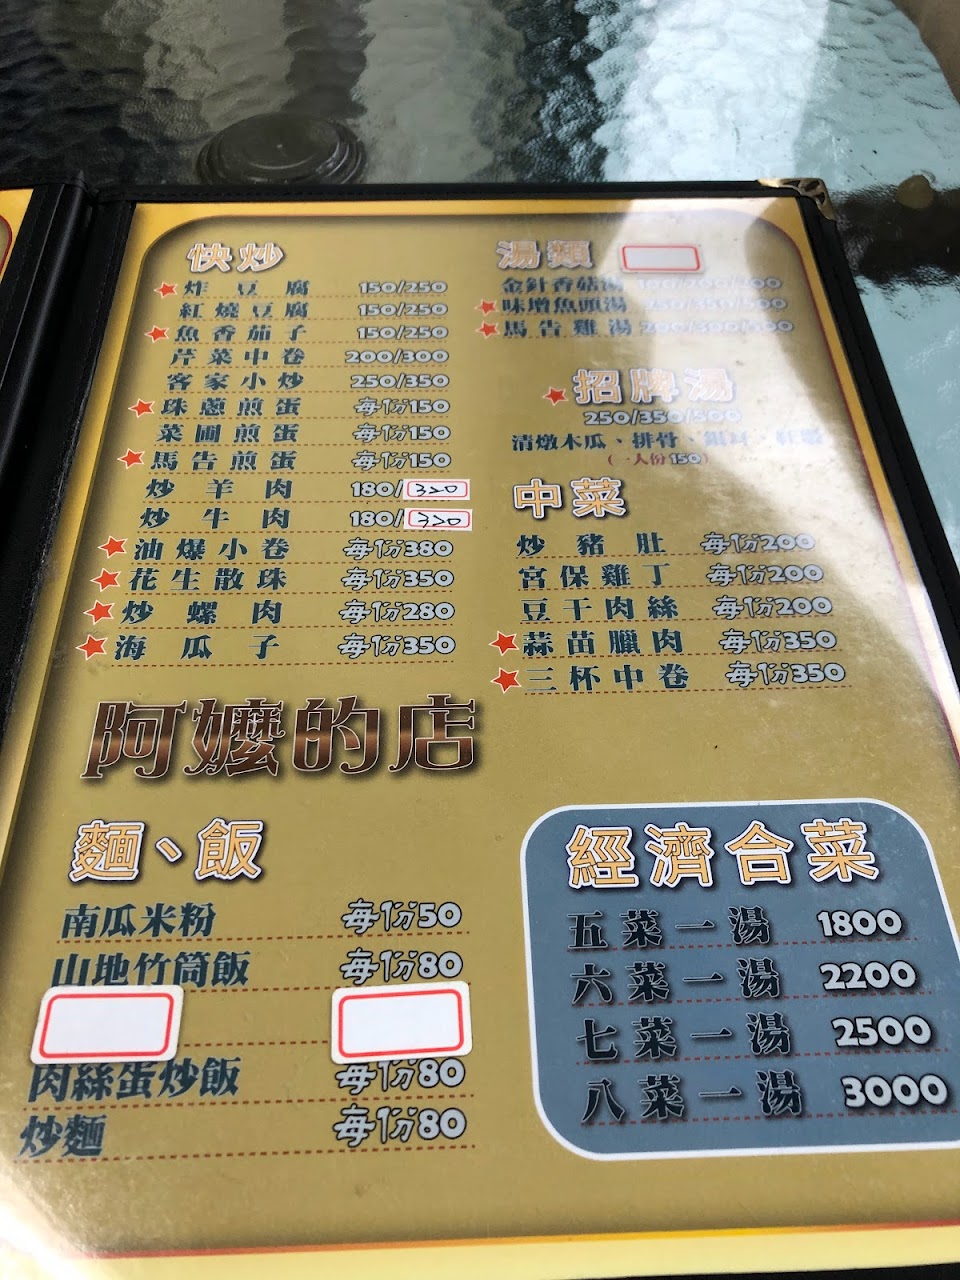 快炒
炸豆腐 150/250
紅燒豆腐 150/250
魚香茄子 150/250
芹菜中卷 200/300
客家小炒 250/350
珠蔥煎蛋 每份150
菜圃煎蛋 每份150
馬告煎蛋 每份150
炒羊肉 180/320
炒牛肉 180/320
油爆小卷 每份380
花生散珠 每份350
炒螺肉 每份280
海瓜子 每份350
湯類
金針香菇湯
味增魚頭湯
馬告雞湯 200/300/500
招牌湯
250/350/500
清燉木瓜、排骨、
(一人份150)
中菜
炒豬肚 每份200
宮保雞丁 每份200
豆干肉絲 每份200
蒜苗臘肉 每份350
三杯中卷 每份350
阿嬤的店
麵、飯
南瓜米粉 每份50
山地竹筒飯 每份80
肉絲蛋炒飯 每份80
炒麵 每份80
經濟合菜
五菜一湯 1800
六菜一湯 2200
七菜一湯 2500
八菜一湯 3000